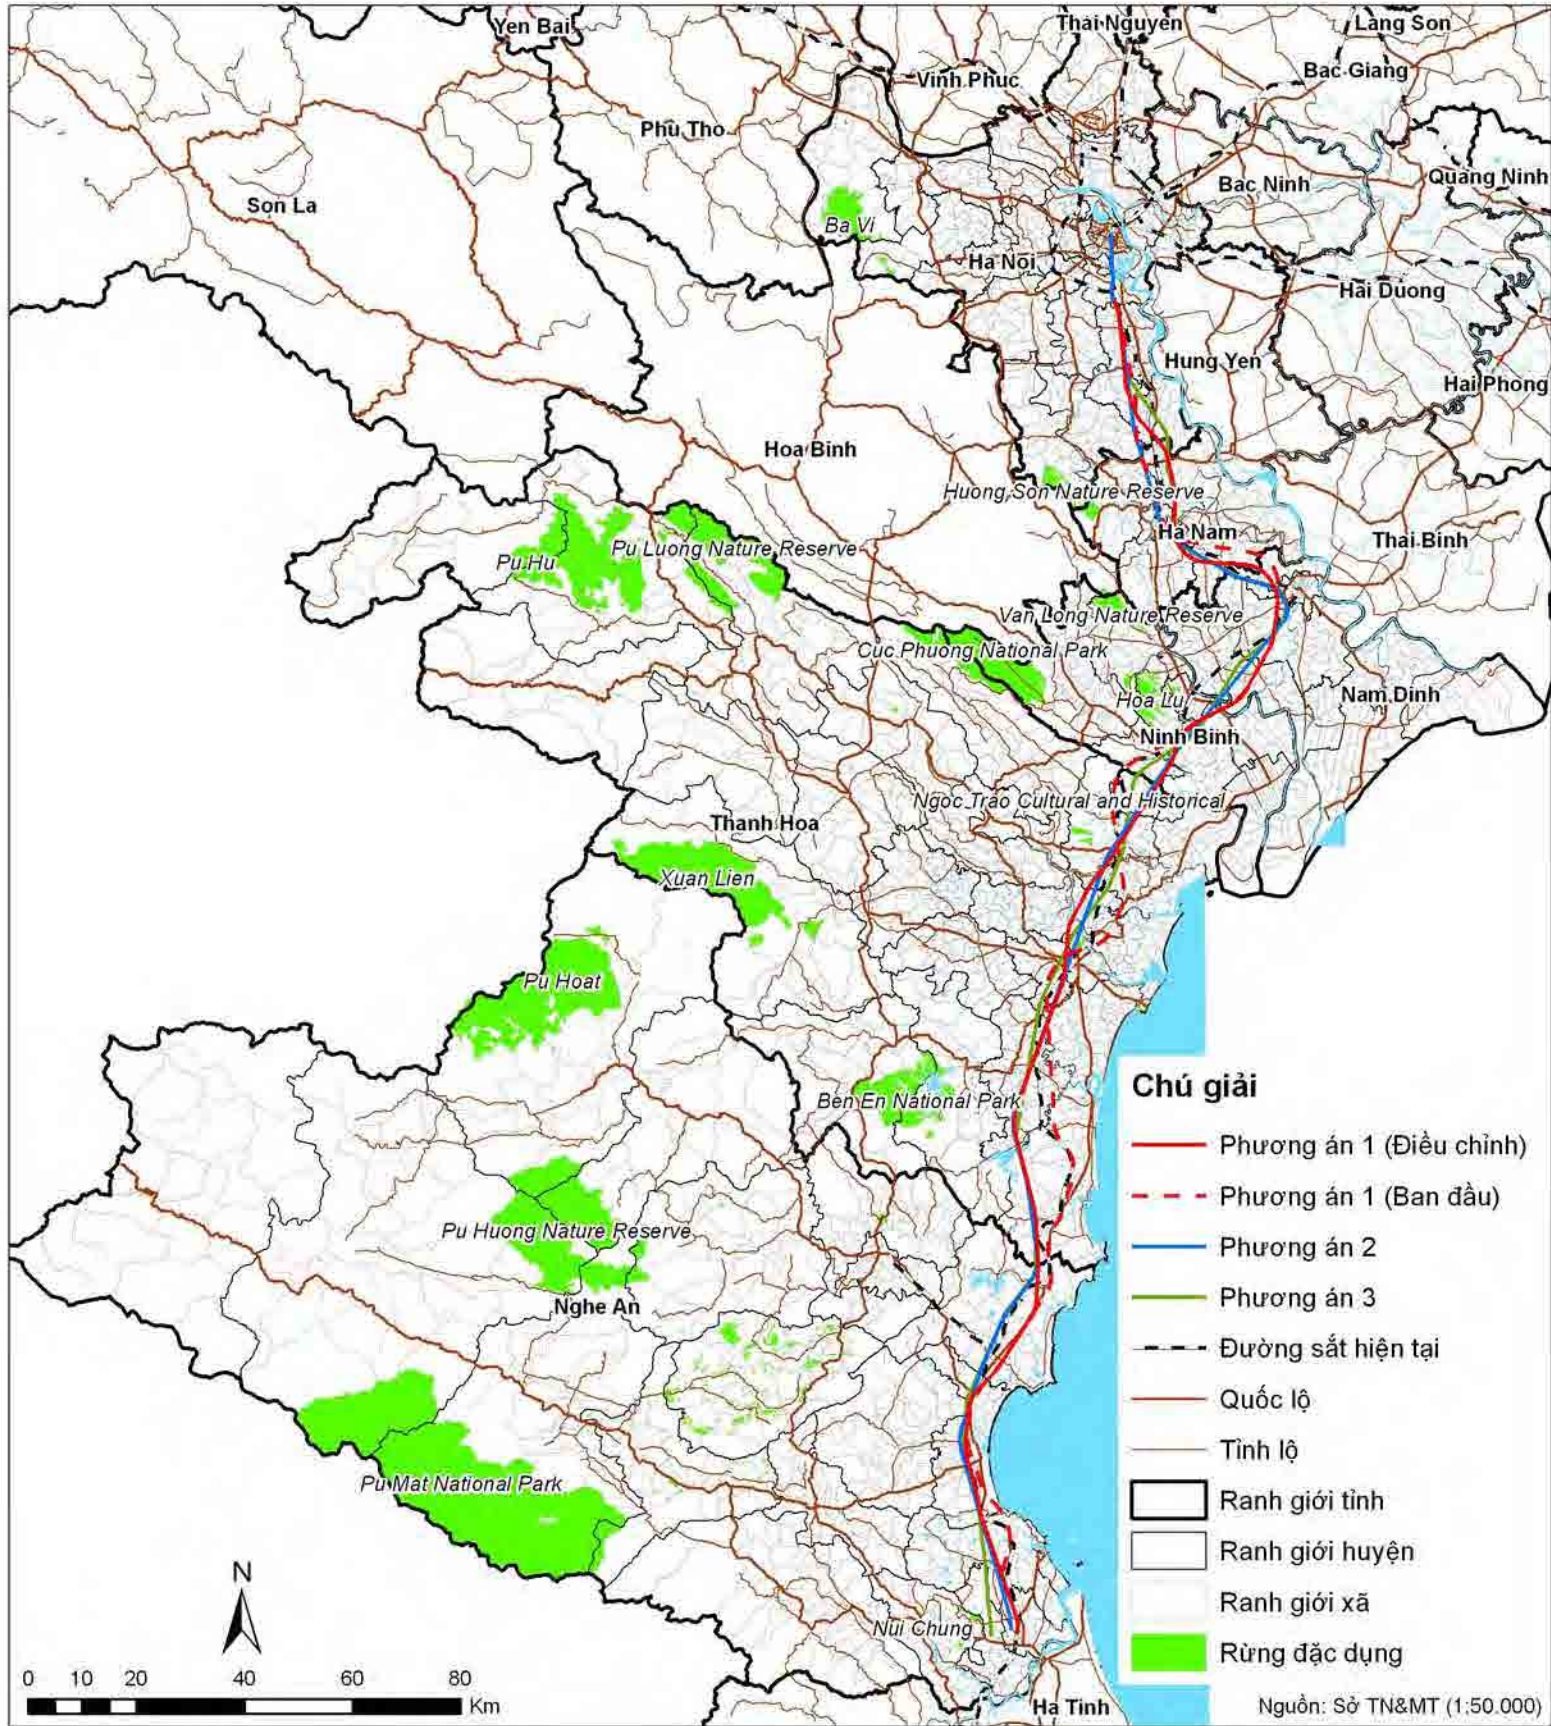 Yen Bai
Thai Nguyen
Lang Son
Bac Giang
Vinh Phuc
Phu Tho
Bac Ninh
Quang Ninh
Son La
Ba Vi
Ha Noi
Hai Duong
Hung Yen
Hai Phong
Hoa Binh
Huong Son Nature Reserve
Ha Nam
Thai Binh
Pu Hu
Pu Luong Nature Reserve
Van Long Nature Reserve
Cuc Phuong National Park
Hoa Lu
Nam Dinh
Ninh Binh
Ngoc Trao Cultural and Historical
Thanh Hoa
Xuan Lien
Pu Hoat
Ben En National Park
Pu Huong Nature Reserve
Nghe An
Pu Mat National Park
Nui Chung
Ha Tinh
Chú giải
Phương án 1 (Điều chỉnh)
Phương án 1 (Ban đầu)
Phương án 2
Phương án 3
Đường sắt hiện tại
Quốc lộ
Tỉnh lộ
Ranh giới tỉnh
Ranh giới huyện
Ranh giới xã
Rừng đặc dụng
N
0 10 20 40 60 80
Km
Nguồn: Sở TN&MT (1:50.000)